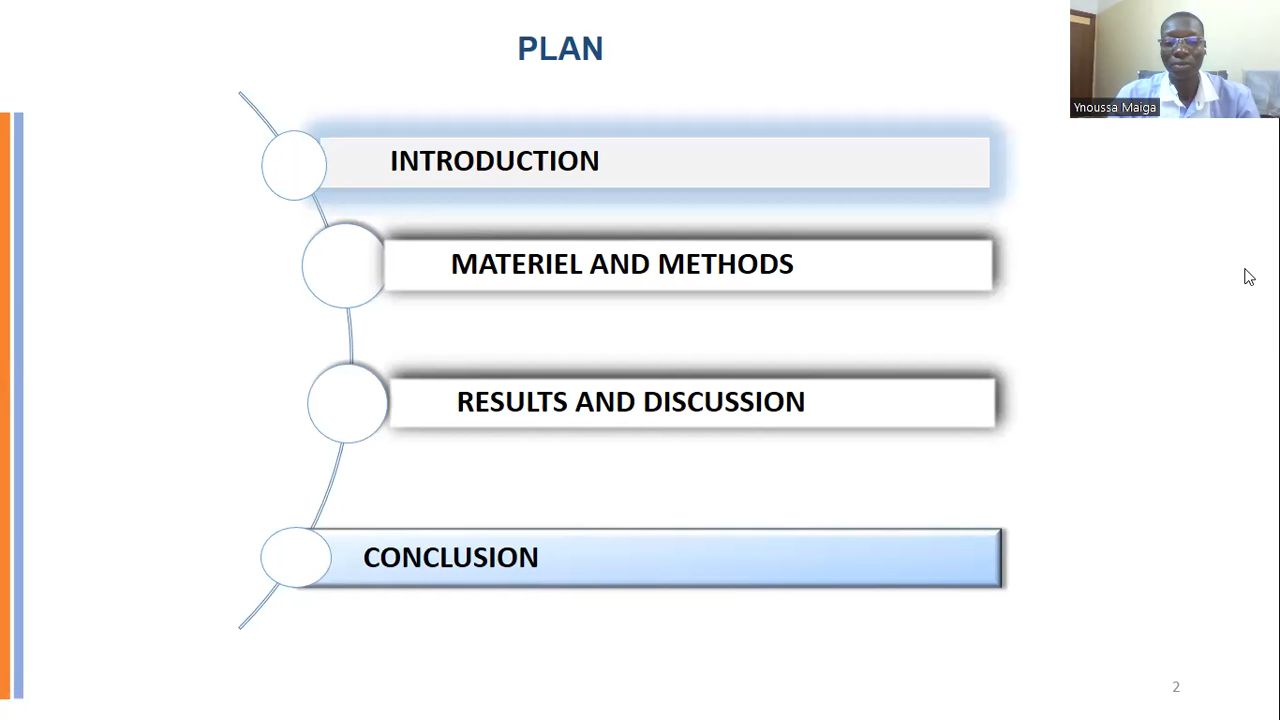 PLAN
Ynoussa Maiga
INTRODUCTION
MATERIEL AND METHODS
RESULTS AND DISCUSSION
CONCLUSION
2